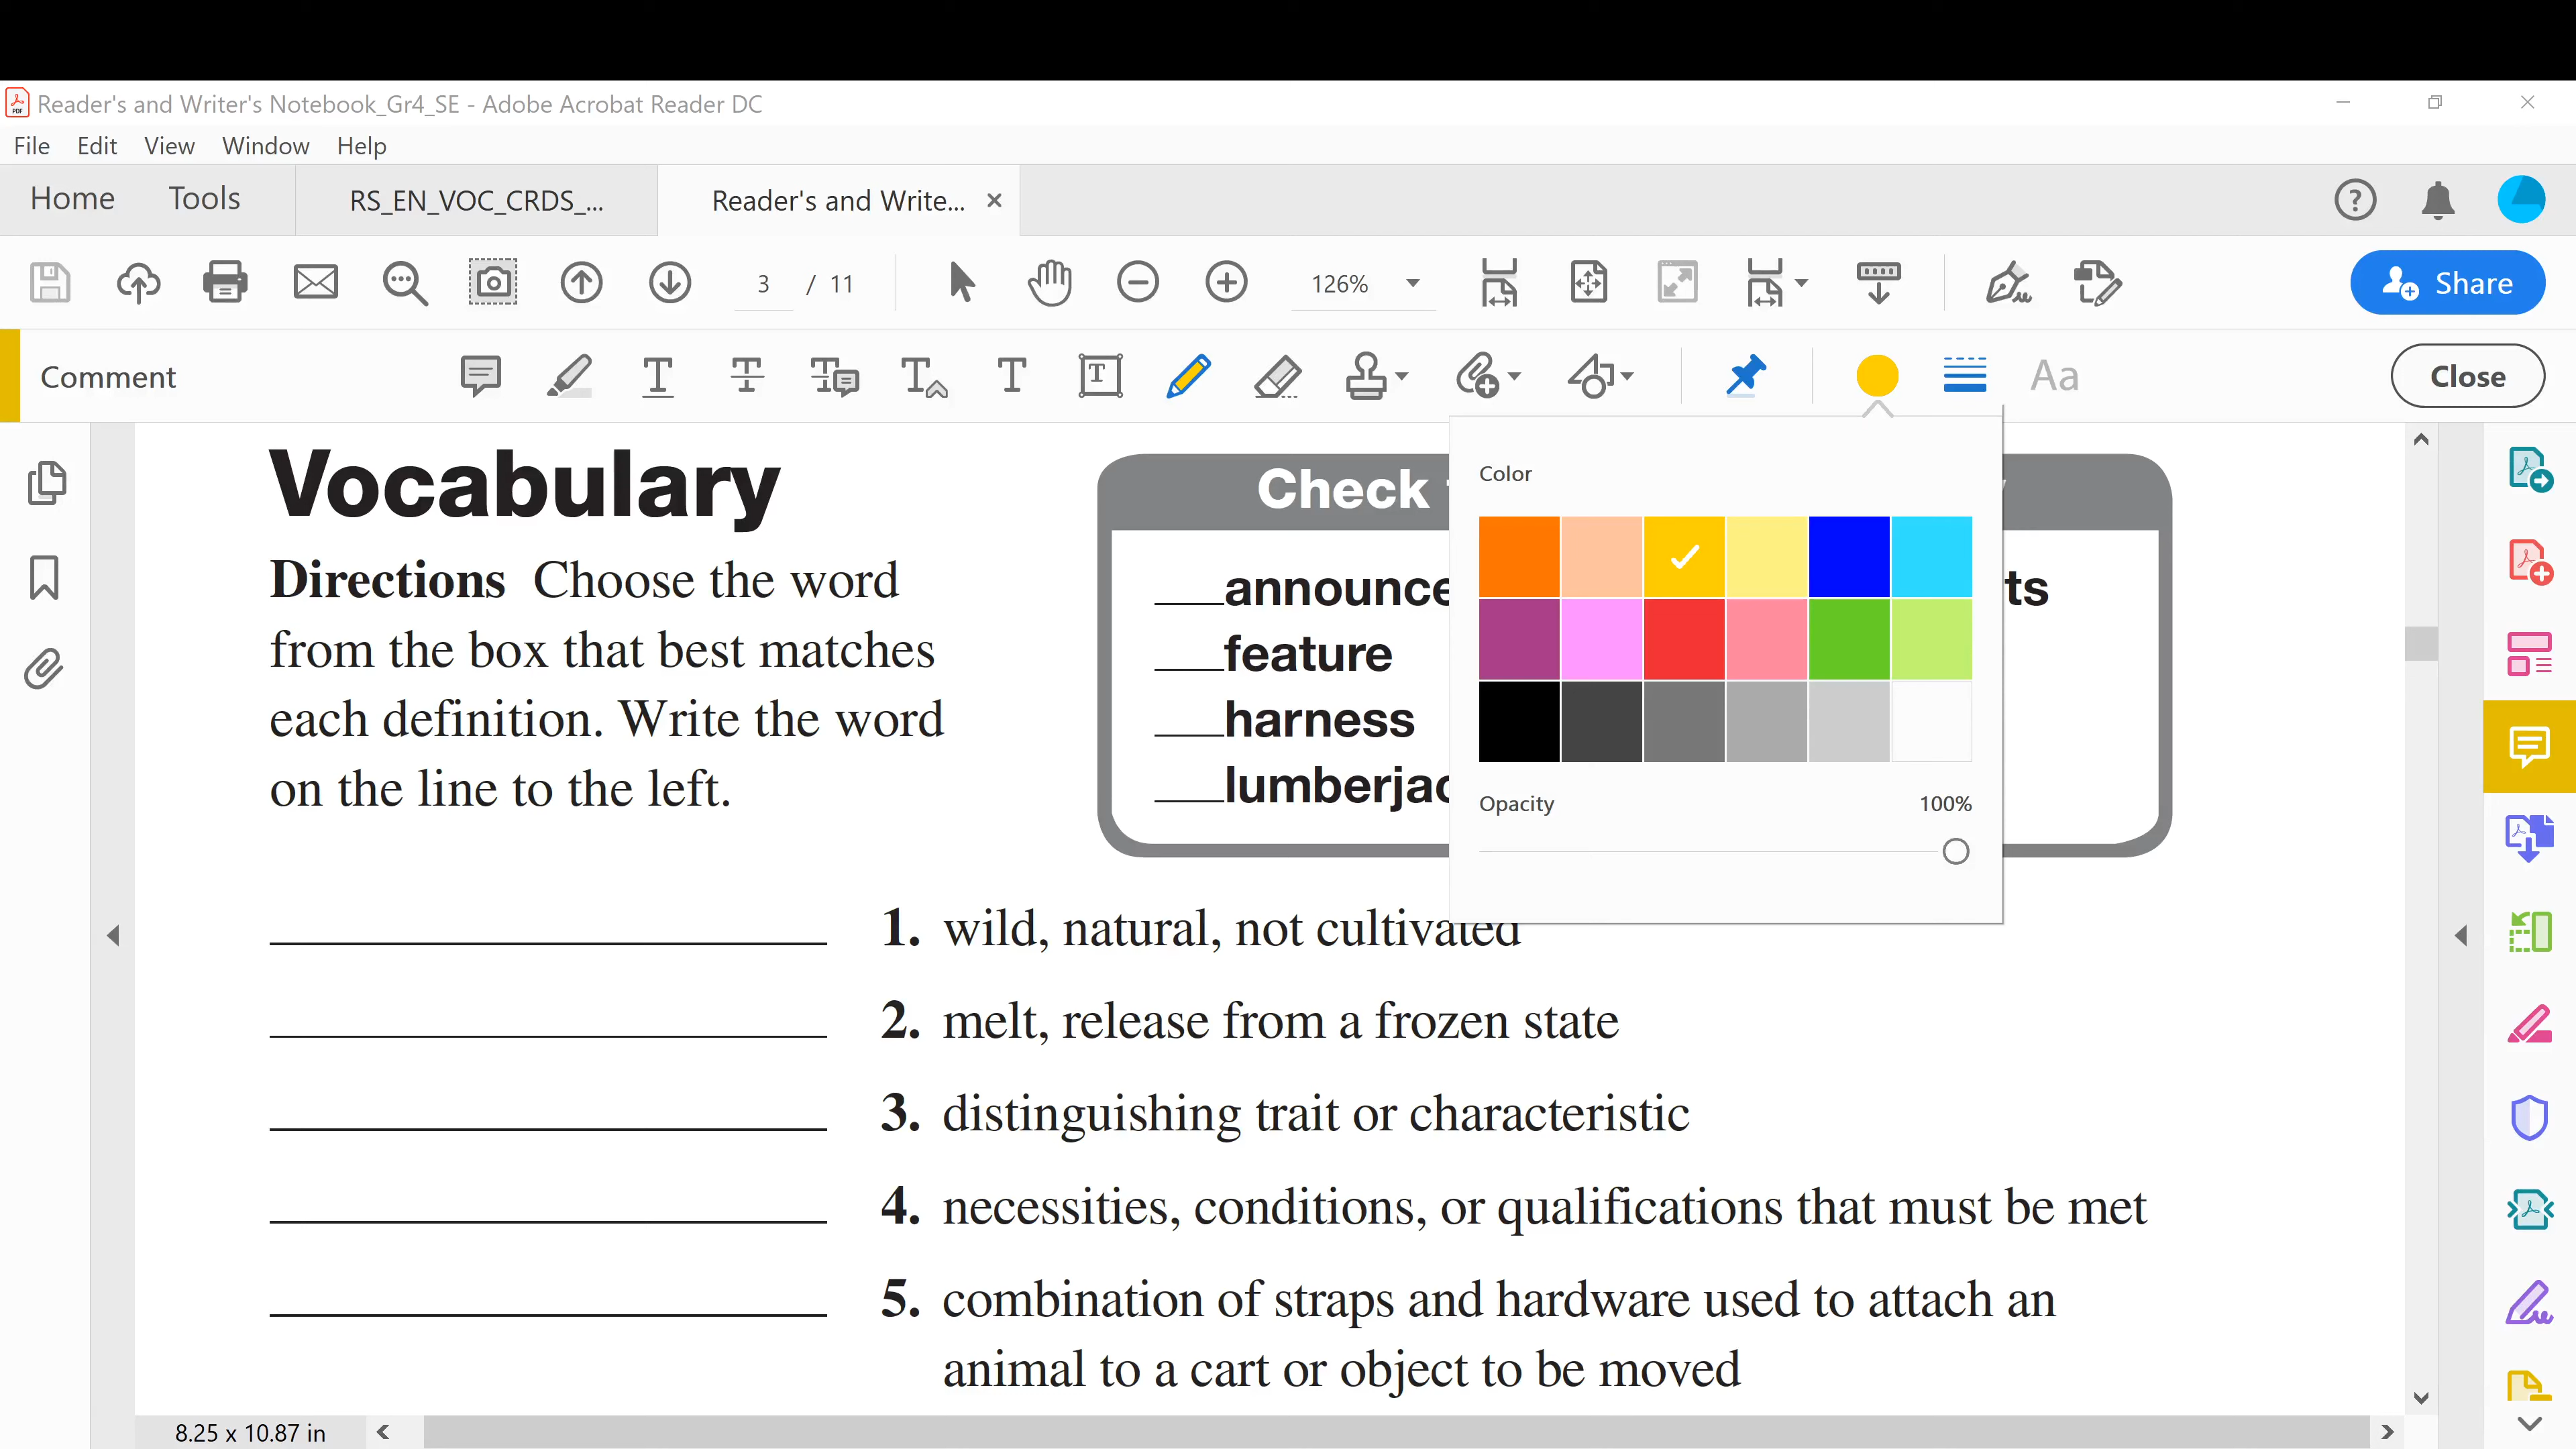 Reader's and Writer's Notebook_Gr4_SE - Adobe Acrobat Reader DC
File Edit View Window Help
Home Tools RS_EN_VOC_CRDS_... Reader's and Write...
3 / 11 126% Share
Comment Aa Close
Vocabulary
Directions Choose the word
from the box that best matches
each definition. Write the word
on the line to the left.
Check
announce
feature
harness
lumberjac
ts
Color
Opacity 100%
1. wild, natural, not cultivated
2. melt, release from a frozen state
3. distinguishing trait or characteristic
4. necessities, conditions, or qualifications that must be met
5. combination of straps and hardware used to attach an
animal to a cart or object to be moved
8.25 x 10.87 in